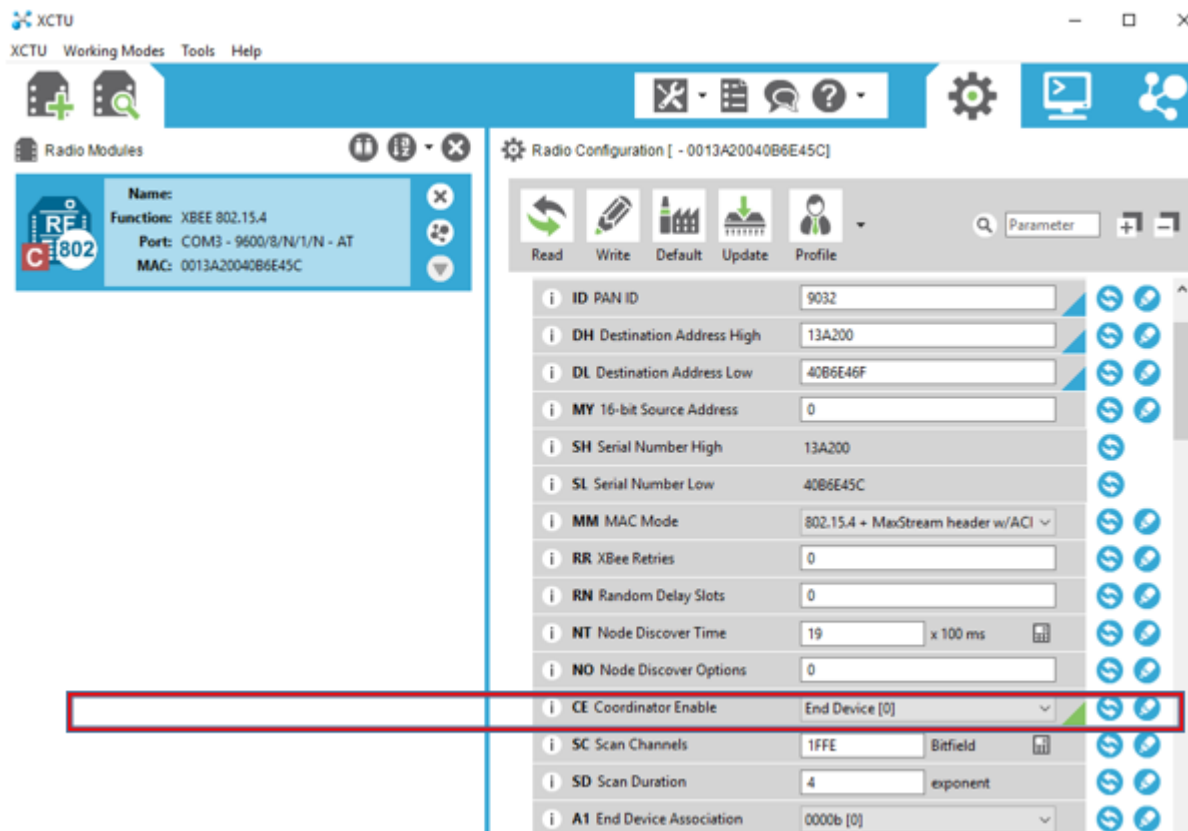 XCTU
XCTU Working Modes Tools Help
Radio Modules
Radio Configuration [ - 0013A20040B6E45C]
Name:
Function: XBEE 802.15.4
Port: COM3 - 9600/8/N/1/N - AT
MAC: 0013A20040B6E45C
RF
802
C
Read Write Default Update Profile
Parameter
i ID PAN ID 9032
i DH Destination Address High 13A200
i DL Destination Address Low 40B6E46F
i MY 16-bit Source Address 0
i SH Serial Number High 13A200
i SL Serial Number Low 40B6E45C
i MM MAC Mode 802.15.4 + MaxStream header w/ACI
i RR XBee Retries 0
i RN Random Delay Slots 0
i NT Node Discover Time 19 x 100 ms
i NO Node Discover Options 0
i CE Coordinator Enable End Device [0]
i SC Scan Channels 1FFE Bitfield
i SD Scan Duration 4 exponent
i A1 End Device Association 0000b [0]